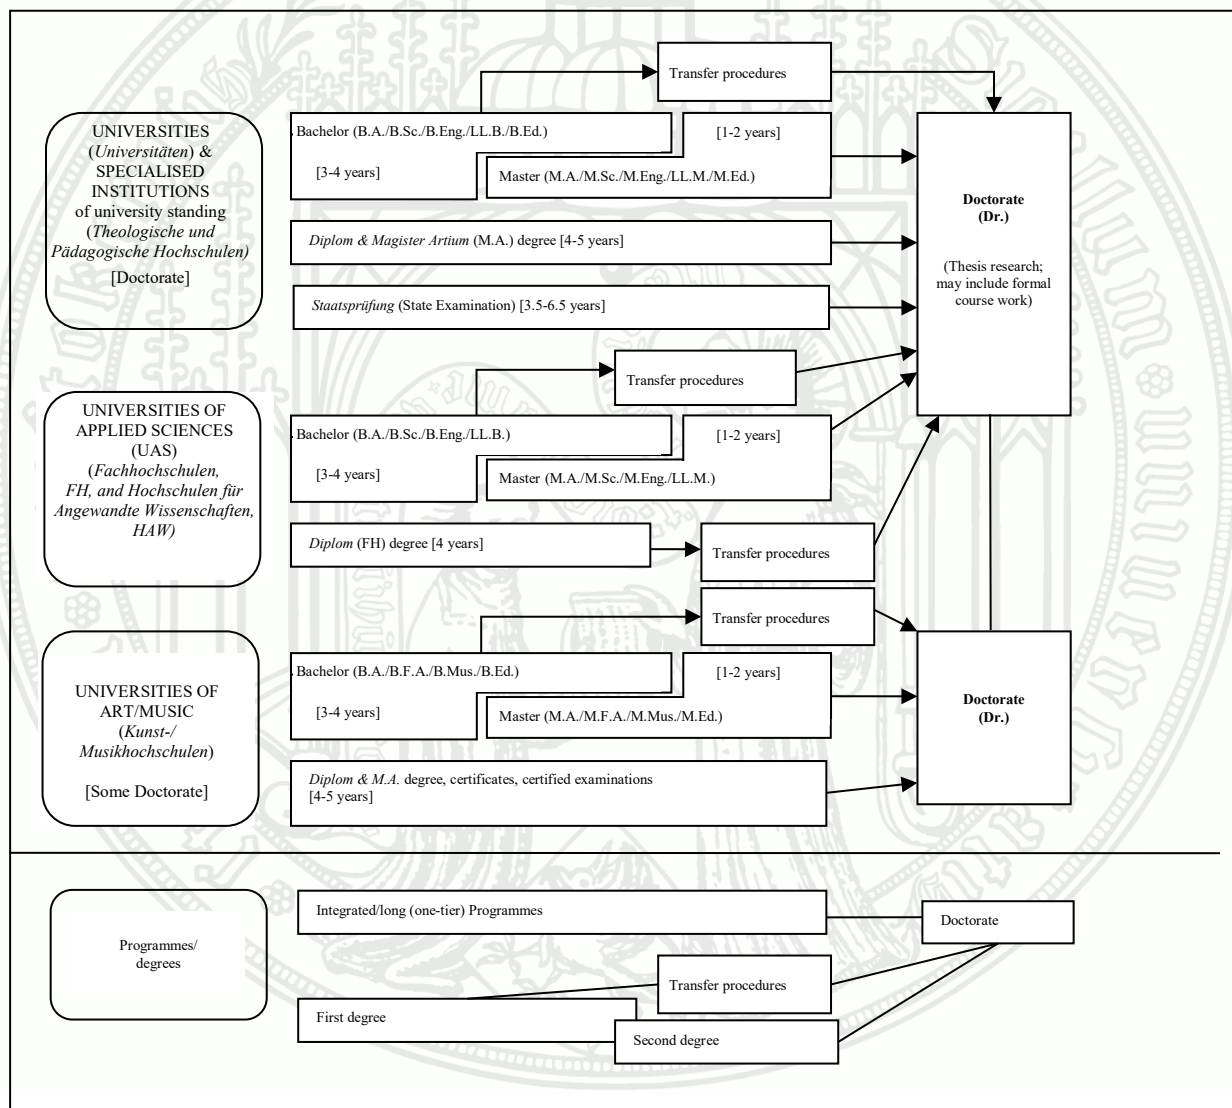 Transfer procedures
UNIVERSITIES
(Universitäten) &
SPECIALISED
INSTITUTIONS
of university standing
(Theologische und
Pädagogische Hochschulen)
[Doctorate]
Bachelor (B.A./B.Sc./B.Eng./LL.B./B.Ed.)
[3-4 years]
[1-2 years]
Master (M.A./M.Sc./M.Eng./LL.M./M.Ed.)
Diplom & Magister Artium (M.A.) degree [4-5 years]
Staatsprüfung (State Examination) [3.5-6.5 years]
Doctorate
(Dr.)
(Thesis research;
may include formal
course work)
Transfer procedures
UNIVERSITIES OF
APPLIED SCIENCES
(UAS)
(Fachhochschulen,
FH, and Hochschulen für
Angewandte Wissenschaften,
HAW)
Bachelor (B.A./B.Sc./B.Eng./LL.B.)
[3-4 years]
[1-2 years]
Master (M.A./M.Sc./M.Eng./LL.M.)
Diplom (FH) degree [4 years]
Transfer procedures
Transfer procedures
UNIVERSITIES OF
ART/MUSIC
(Kunst-/
Musikhochschulen)
[Some Doctorate]
Bachelor (B.A./B.F.A./B.Mus./B.Ed.)
[3-4 years]
[1-2 years]
Master (M.A./M.F.A./M.Mus./M.Ed.)
Diplom & M.A. degree, certificates, certified examinations
[4-5 years]
Doctorate
(Dr.)
Programmes/
degrees
Integrated/long (one-tier) Programmes
Doctorate
Transfer procedures
First degree
Second degree